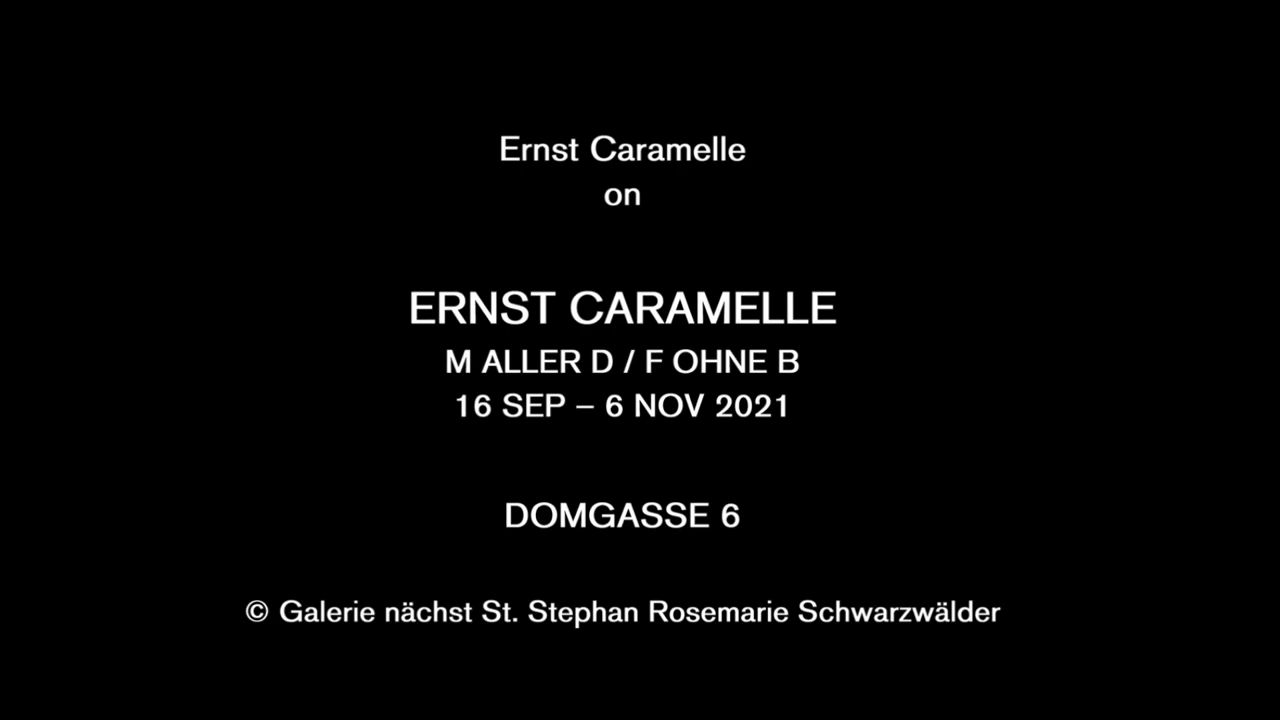 Ernst Caramelle
on
ERNST CARAMELLE
M ALLER D / F OHNE B
16 SEP – 6 NOV 2021
DOMGASSE 6
© Galerie nächst St. Stephan Rosemarie Schwarzwälder